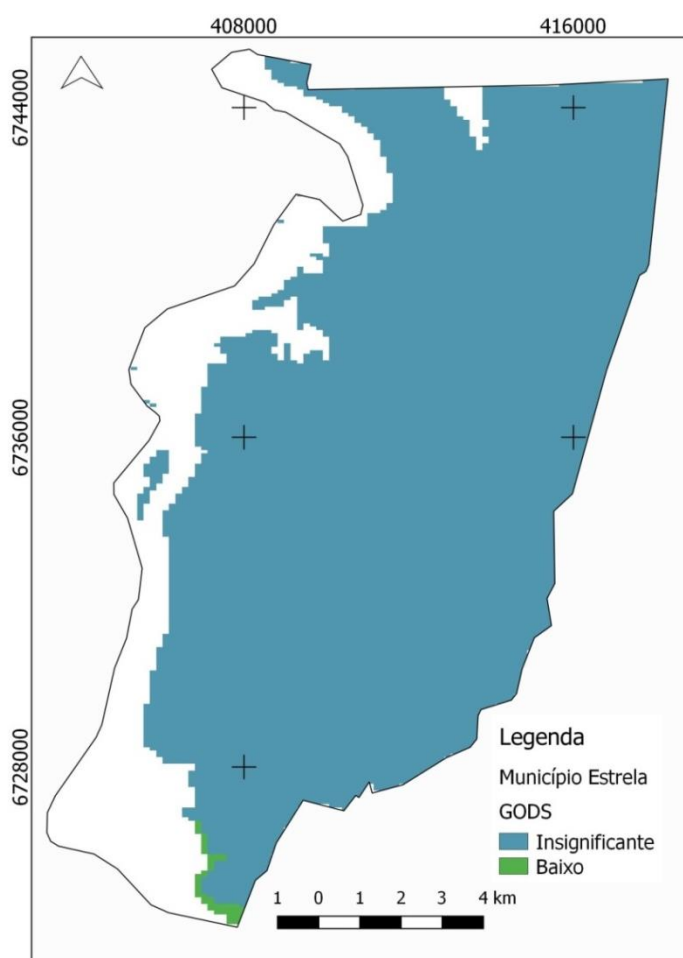 408000 416000
6744000
6736000
6728000
Legenda
Município Estrela
GODS
Insignificante
Baixo
1 0 1 2 3 4 km